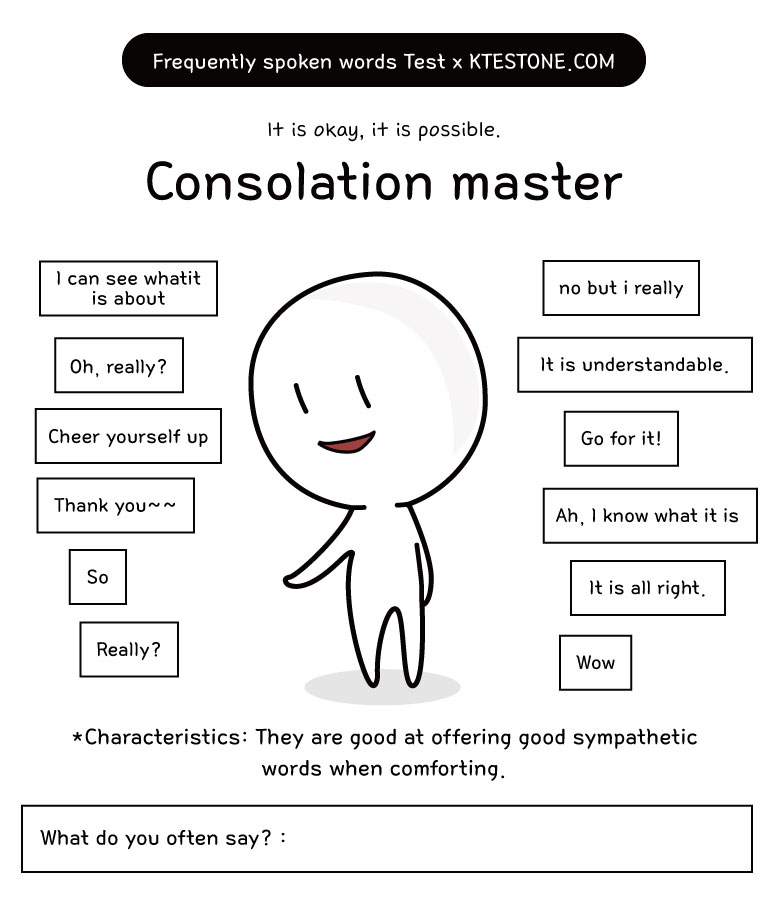 Frequently spoken words Test x KTESTONE.COM
It is okay, it is possible.
Consolation master
I can see whatit
is about
Oh, really?
Cheer yourself up
Thank you~~
So
Really?
no but i really
It is understandable.
Go for it!
Ah, I know what it is
It is all right.
Wow
*Characteristics: They are good at offering good sympathetic
words when comforting.
What do you often say? :